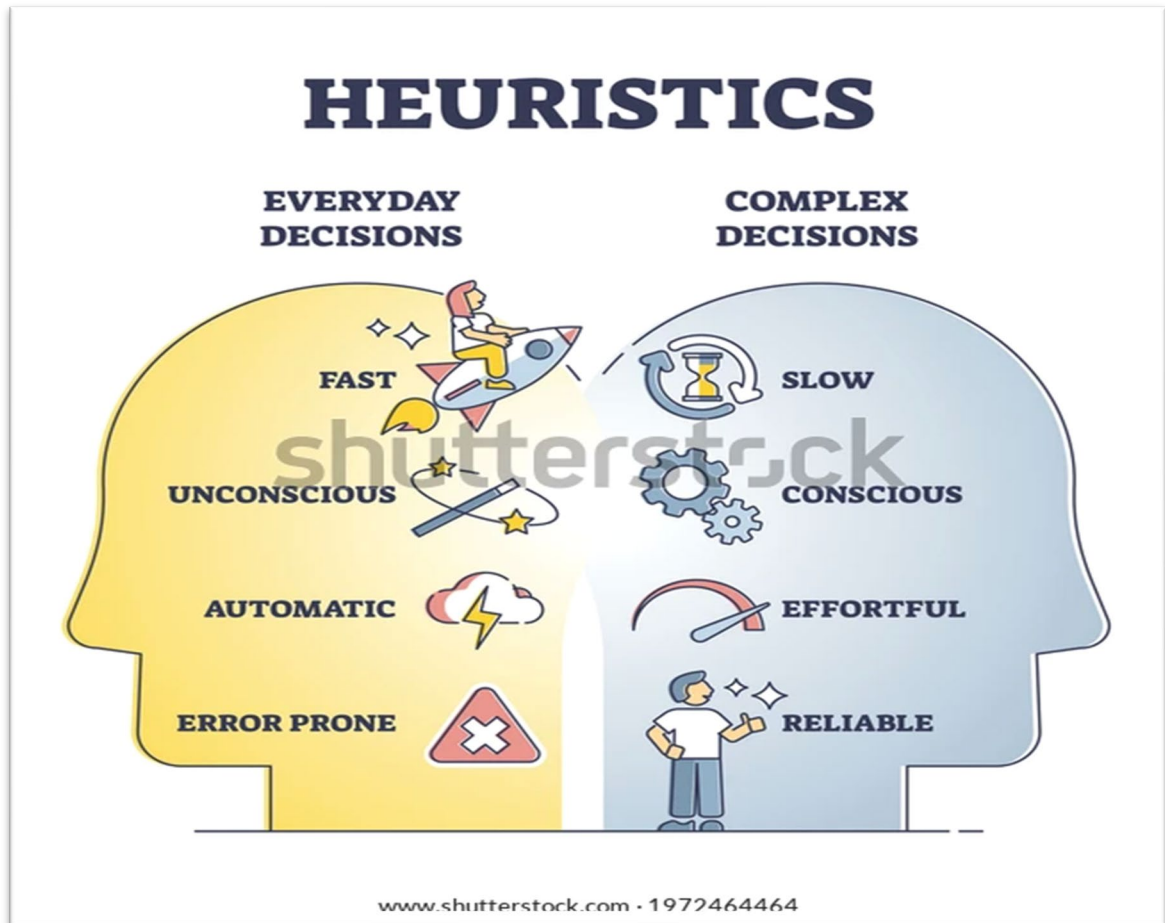 HEURISTICS
EVERYDAY
DECISIONS
COMPLEX
DECISIONS
FAST
SLOW
shutterstock
UNCONSCIOUS
CONSCIOUS
AUTOMATIC
EFFORTFUL
ERROR PRONE
RELIABLE
www.shutterstock.com · 1972464464